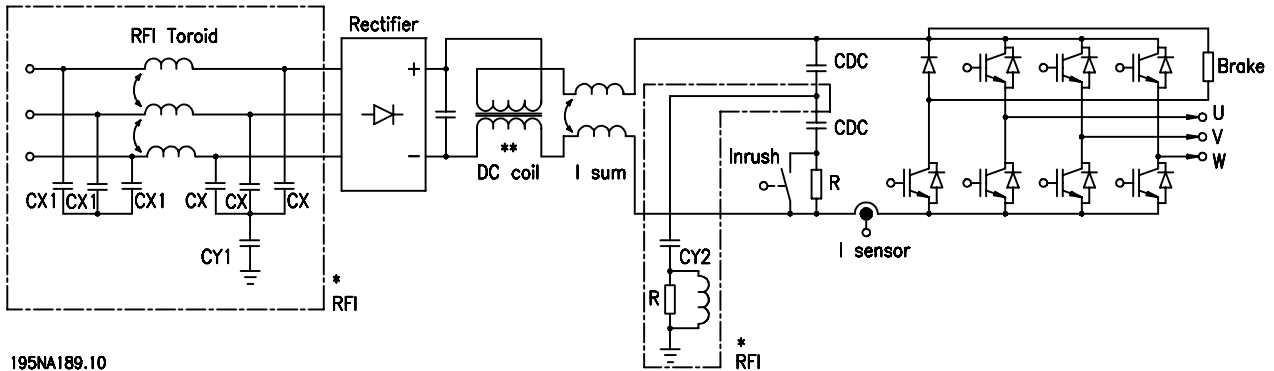 Rectifier
RFI Toroid
+
−
CDC
CDC
Brake
U
V
W
**
DC coil
I sum
Inrush
R
CX1 CX1 CX1 CX CX CX
CY1
I sensor
CY2
R
*
RFI
*
RFI
195NA189.10